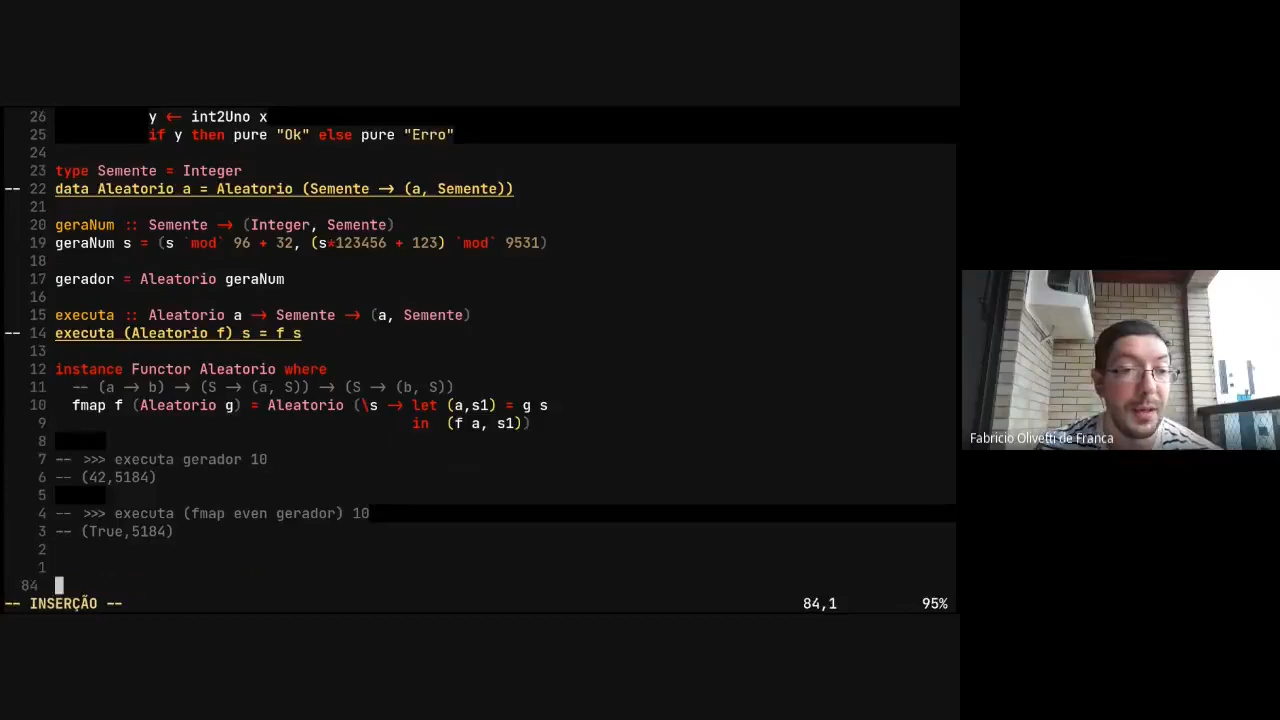 26 y ← int2Uno x
25 if y then pure "Ok" else pure "Erro"
24
23 type Semente = Integer
-- 22 data Aleatorio a = Aleatorio (Semente → (a, Semente))
21
20 geraNum :: Semente → (Integer, Semente)
19 geraNum s = (s `mod` 96 + 32, (s*123456 + 123) `mod` 9531)
18
17 gerador = Aleatorio geraNum
16
15 executa :: Aleatorio a → Semente → (a, Semente)
-- 14 executa (Aleatorio f) s = f s
13
12 instance Functor Aleatorio where
11 -- (a → b) → (S → (a, S)) → (S → (b, S))
10 fmap f (Aleatorio g) = Aleatorio (\s → let (a,s1) = g s
9 in (f a, s1))
8
7 -- >>> executa gerador 10
6 -- (42,5184)
5
4 -- >>> executa (fmap even gerador) 10
3 -- (True,5184)
2
1
84
-- INSERÇÃO -- 84,1 95%
Fabricio Olivetti de Franca